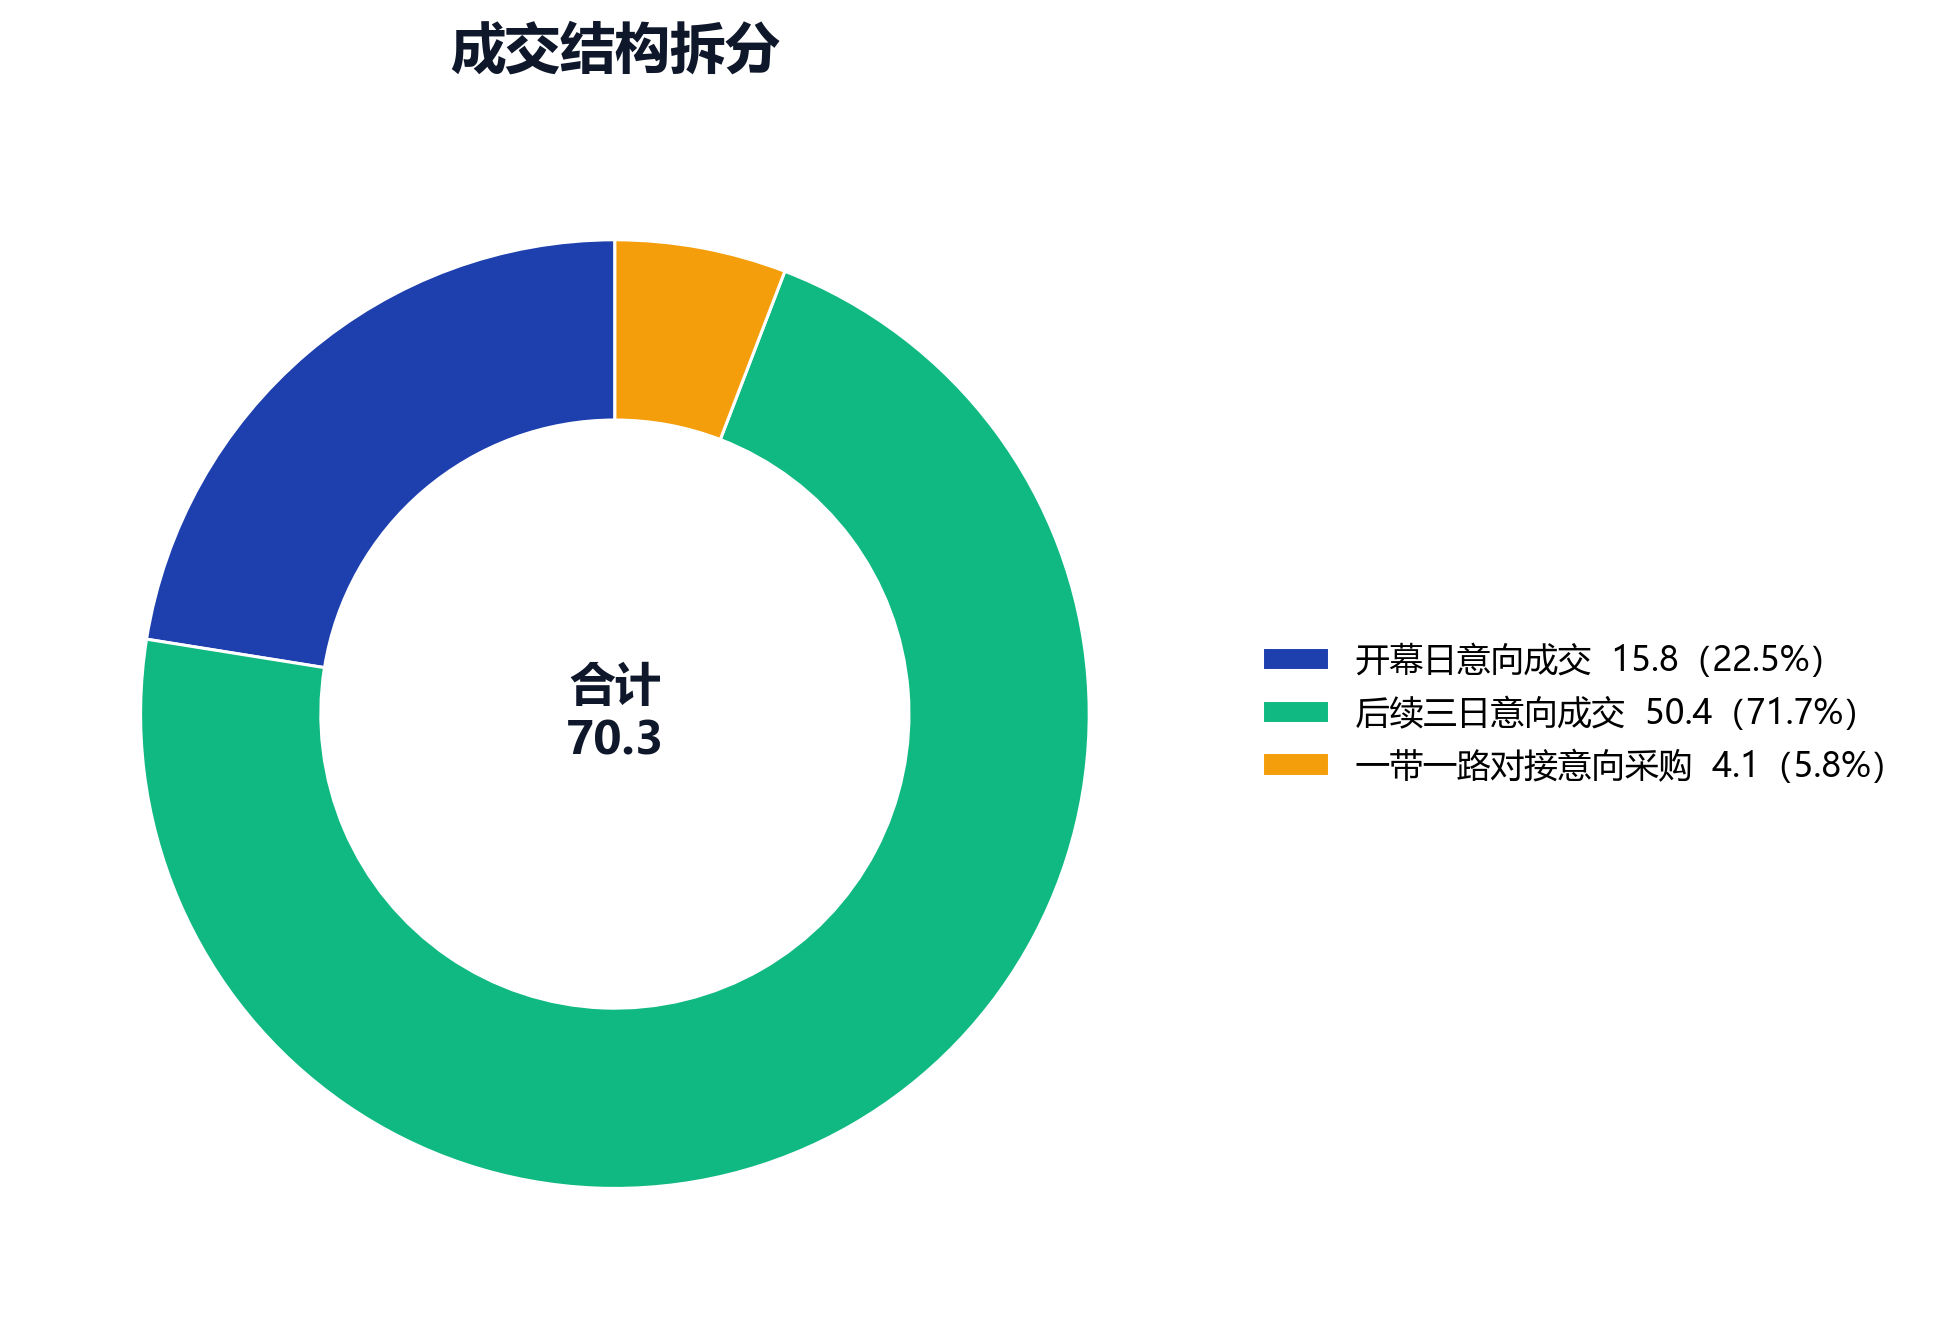 成交结构拆分
合计
70.3
开幕日意向成交 15.8（22.5%）
后续三日意向成交 50.4（71.7%）
一带一路对接意向采购 4.1（5.8%）